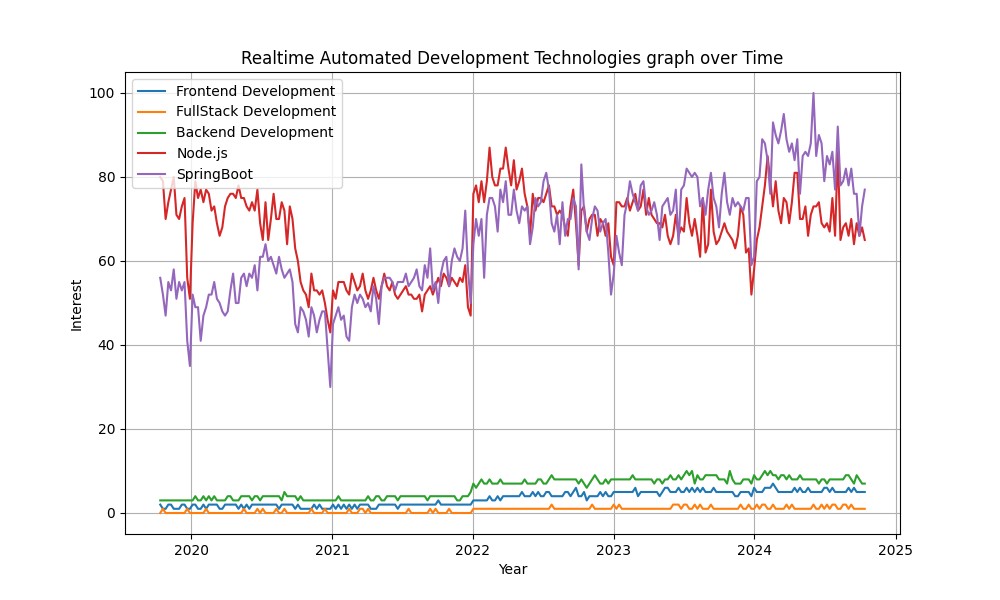 Realtime Automated Development Technologies graph over Time
Frontend Development
FullStack Development
Backend Development
Node.js
SpringBoot
100
80
60
40
20
0
Interest
2020 2021 2022 2023 2024 2025
Year